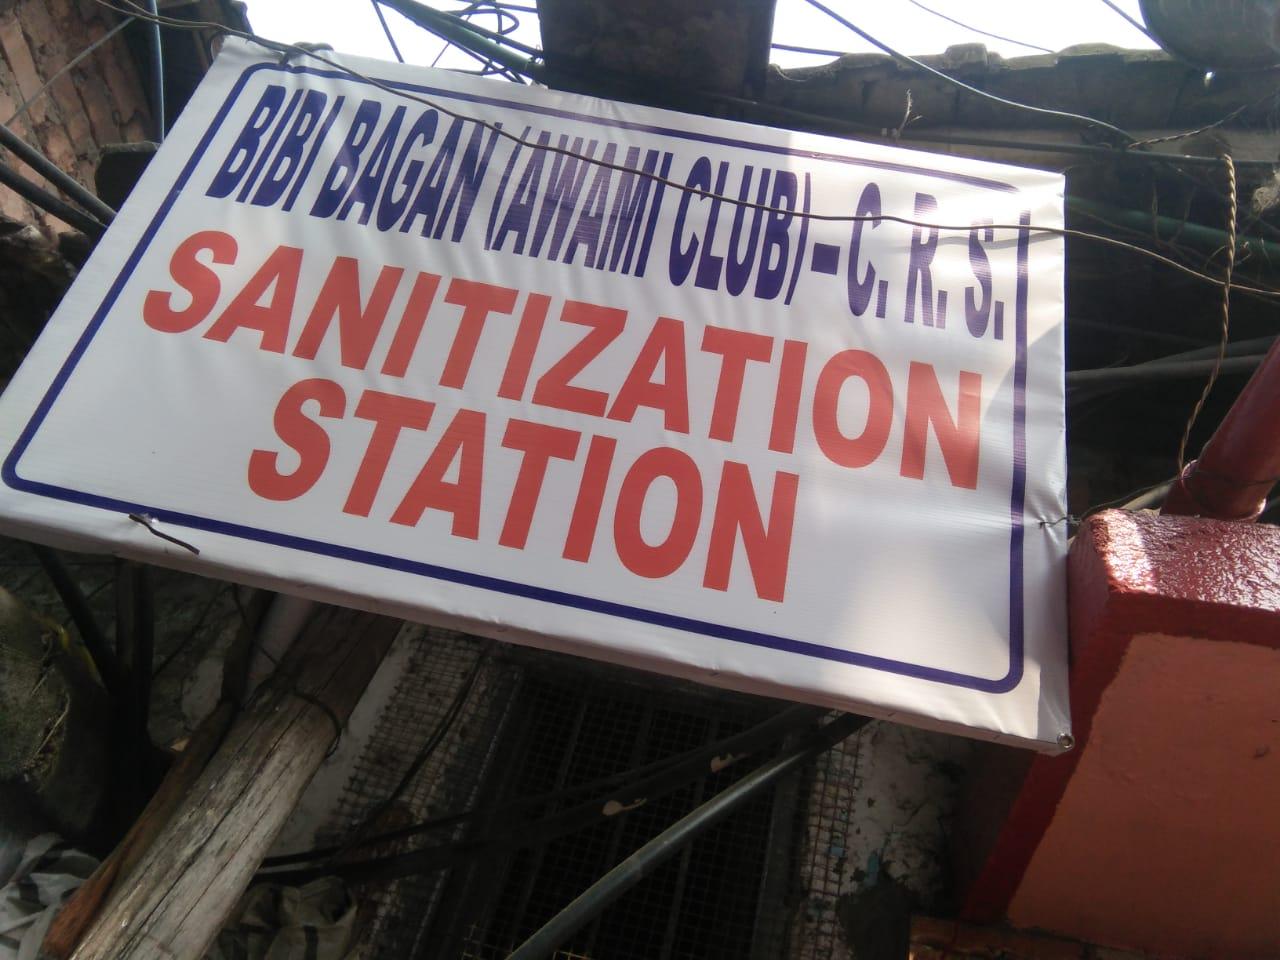 BIBI BAGAN (AWAMI CLUB)-C. R. S.
SANITIZATION
STATION